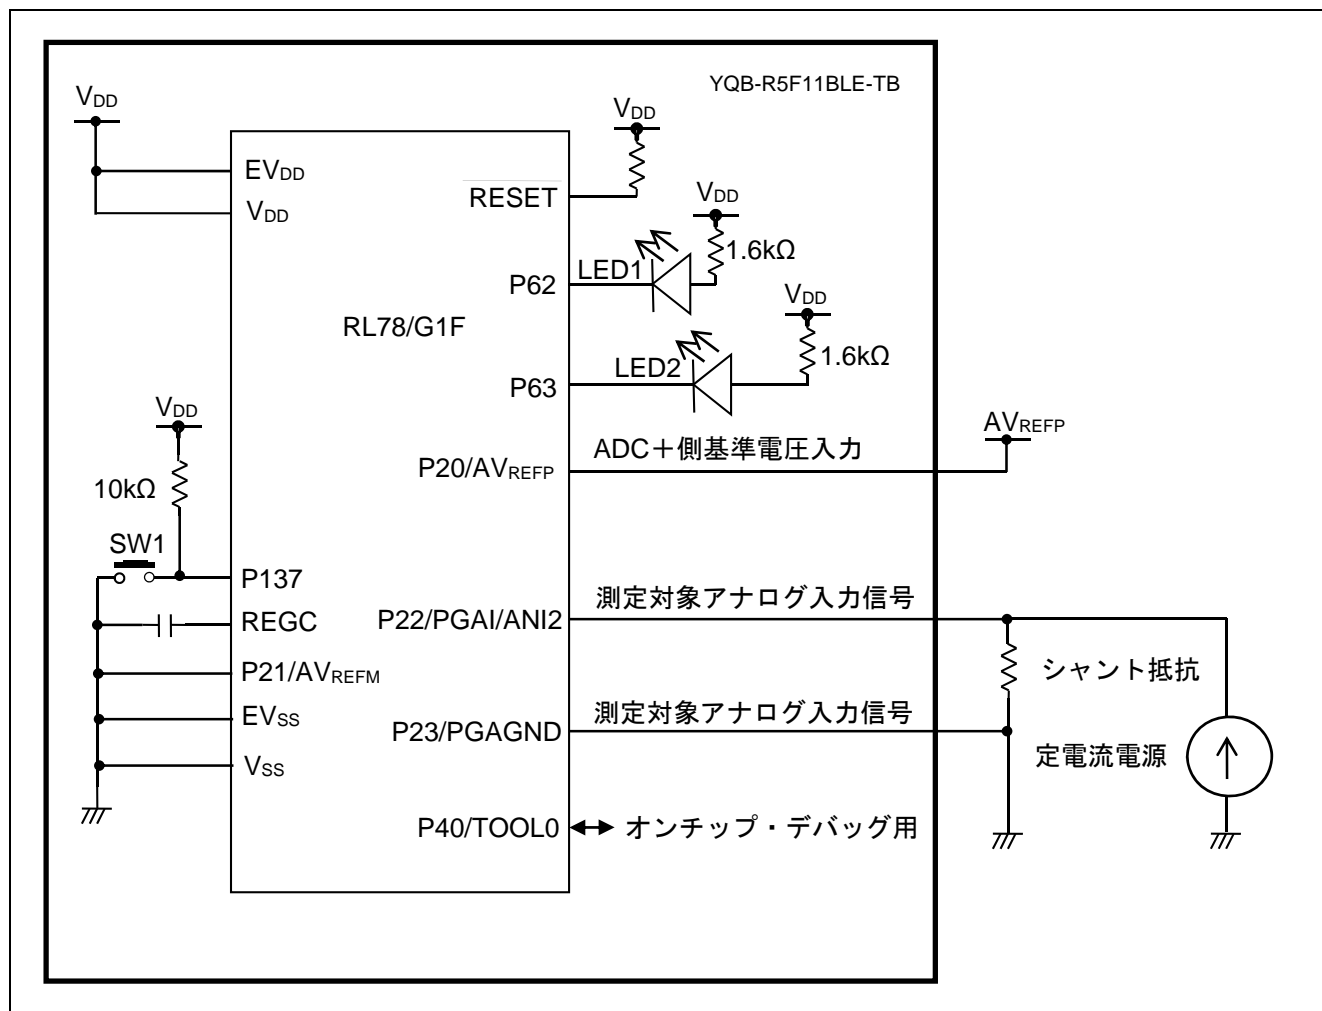 YQB-R5F11BLE-TB
VDD
VDD
EVDD
VDD
RESET
VDD
1.6kΩ
LED1
P62
VDD
RL78/G1F
1.6kΩ
LED2
P63
VDD
AVREFP
ADC＋側基準電圧入力
P20/AVREFP
10kΩ
SW1
P137
測定対象アナログ入力信号
REGC
P22/PGAI/ANI2
P21/AVREFM
シャント抵抗
測定対象アナログ入力信号
EVSS
P23/PGAGND
定電流電源
VSS
P40/TOOL0
オンチップ・デバッグ用